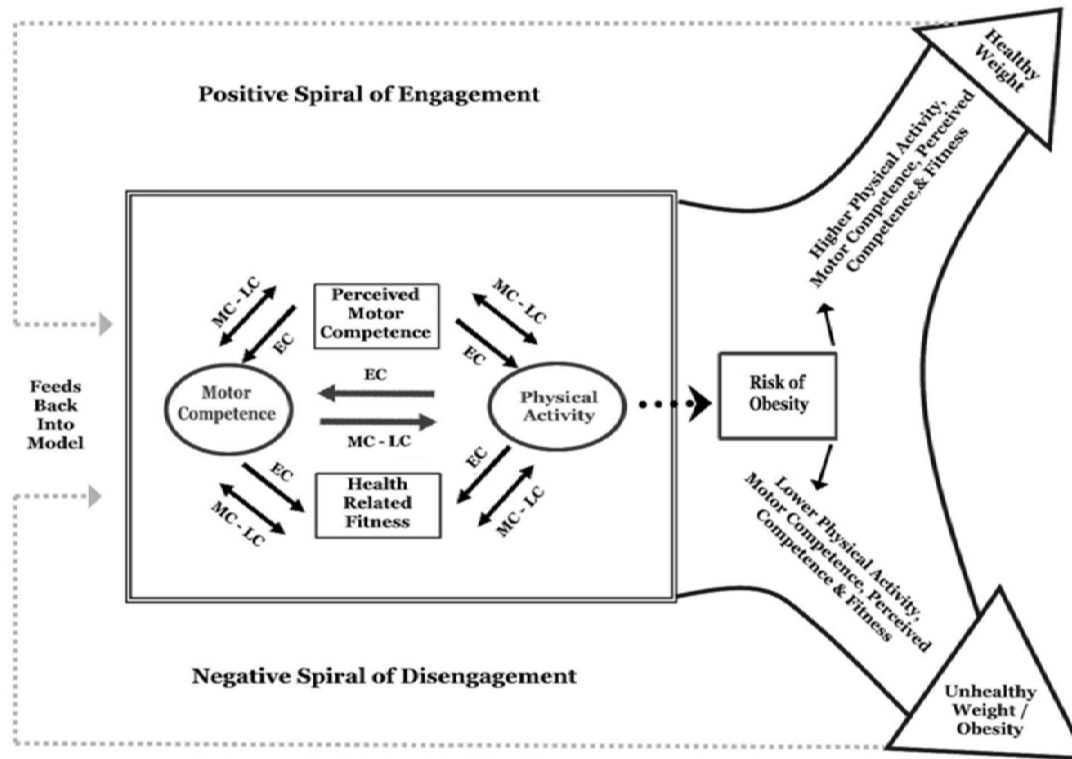 Positive Spiral of Engagement
Healthy
Weight
Higher Physical Activity,
Motor Competence, Perceived
Competence,& Fitness
MC - LC
EC
Perceived
Motor
Competence
MC - LC
EC
Feeds
Back
Into
Model
Motor
Competence
EC
MC - LC
Physical
Activity
Risk of
Obesity
EC
MC - LC
Health
Related
Fitness
EC
MC - LC
Lower Physical Activity,
Motor Competence, Perceived
Competence & Fitness
Negative Spiral of Disengagement
Unhealthy
Weight /
Obesity